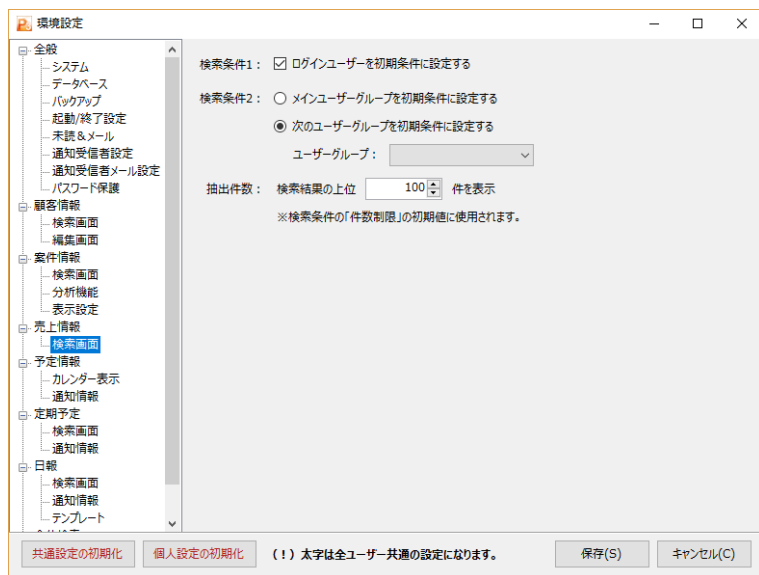 環境設定
全般
システム
データベース
バックアップ
起動/終了設定
未読＆メール
通知受信者設定
通知受信者メール設定
パスワード保護
顧客情報
検索画面
編集画面
案件情報
検索画面
分析機能
表示設定
売上情報
検索画面
予定情報
カレンダー表示
通知情報
定期予定
検索画面
通知情報
日報
検索画面
通知情報
テンプレート
検索条件1： ログインユーザーを初期条件に設定する
検索条件2： メインユーザーグループを初期条件に設定する
次のユーザーグループを初期条件に設定する
ユーザーグループ：
抽出件数： 検索結果の上位 100 件を表示
※検索条件の「件数制限」の初期値に使用されます。
共通設定の初期化 個人設定の初期化 (！) 太字は全ユーザー共通の設定になります。 保存(S) キャンセル(C)